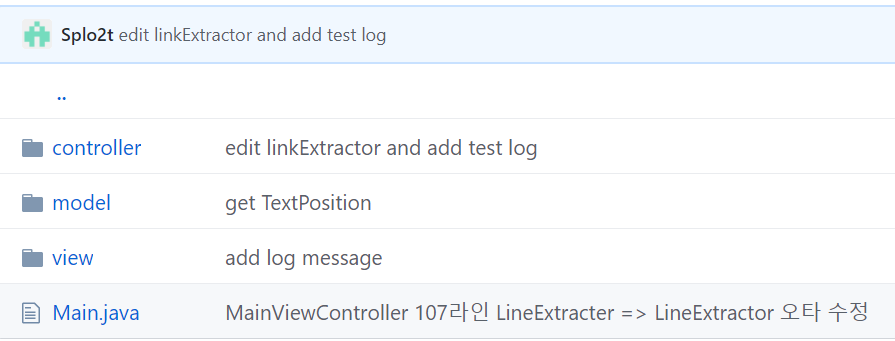 Splo2t edit linkExtractor and add test log
..
controller edit linkExtractor and add test log
model get TextPosition
view add log message
Main.java MainViewController 107라인 LineExtracter => LineExtractor 오타 수정